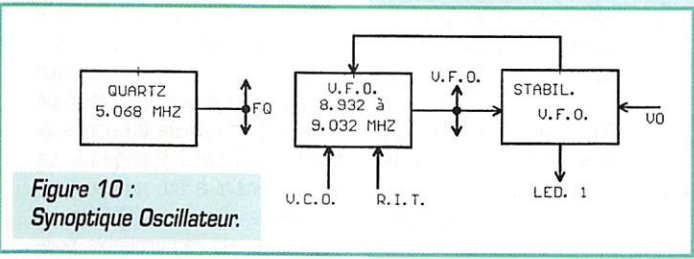 QUARTZ
5.068 MHZ
FQ
V.F.O.
8.932 à
9.032 MHZ
V.F.O.
STABIL.
V.F.O.
VO
V.C.O.
R.I.T.
LED. 1
Figure 10 :
Synoptique Oscillateur.